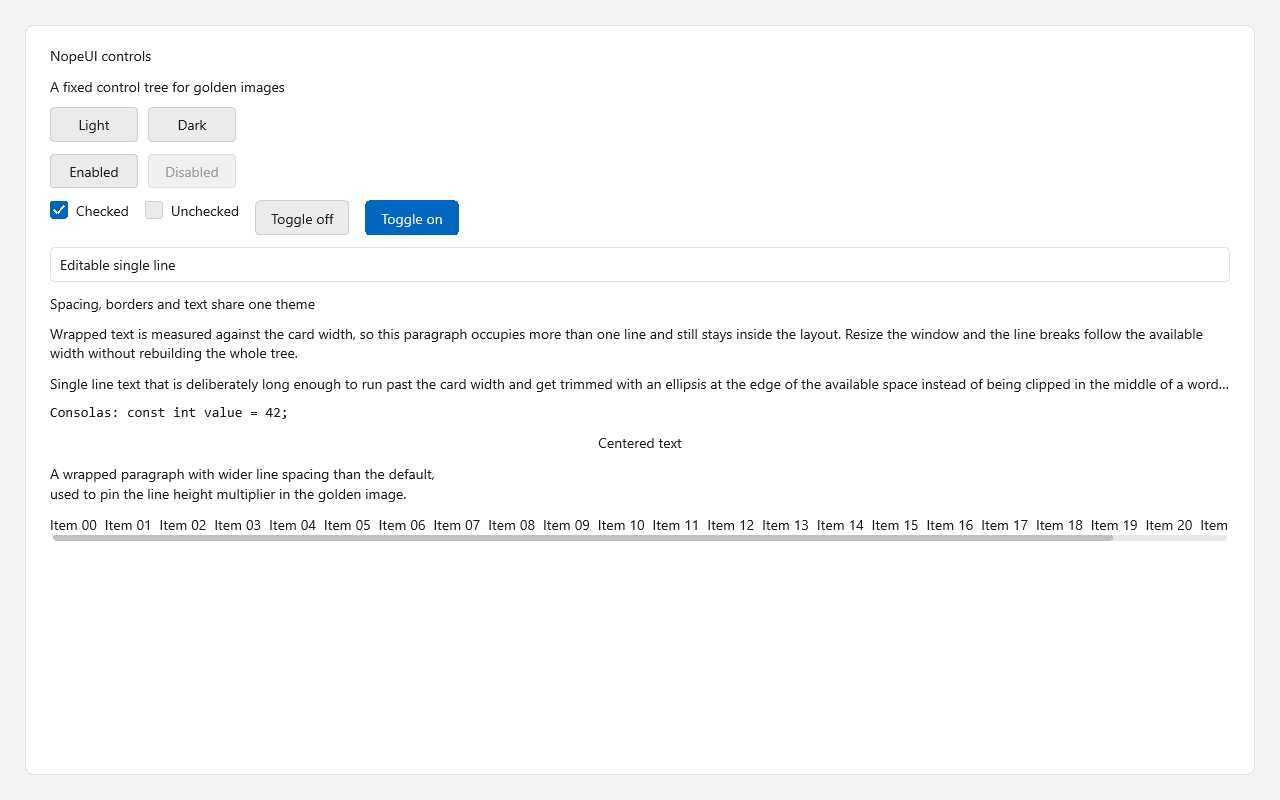 NopeUI controls
A fixed control tree for golden images
Light Dark
Enabled Disabled
Checked Unchecked Toggle off Toggle on
Editable single line
Spacing, borders and text share one theme
Wrapped text is measured against the card width, so this paragraph occupies more than one line and still stays inside the layout. Resize the window and the line breaks follow the available
width without rebuilding the whole tree.
Single line text that is deliberately long enough to run past the card width and get trimmed with an ellipsis at the edge of the available space instead of being clipped in the middle of a word...
Consolas: const int value = 42;
Centered text
A wrapped paragraph with wider line spacing than the default,
used to pin the line height multiplier in the golden image.
Item 00 Item 01 Item 02 Item 03 Item 04 Item 05 Item 06 Item 07 Item 08 Item 09 Item 10 Item 11 Item 12 Item 13 Item 14 Item 15 Item 16 Item 17 Item 18 Item 19 Item 20 Item